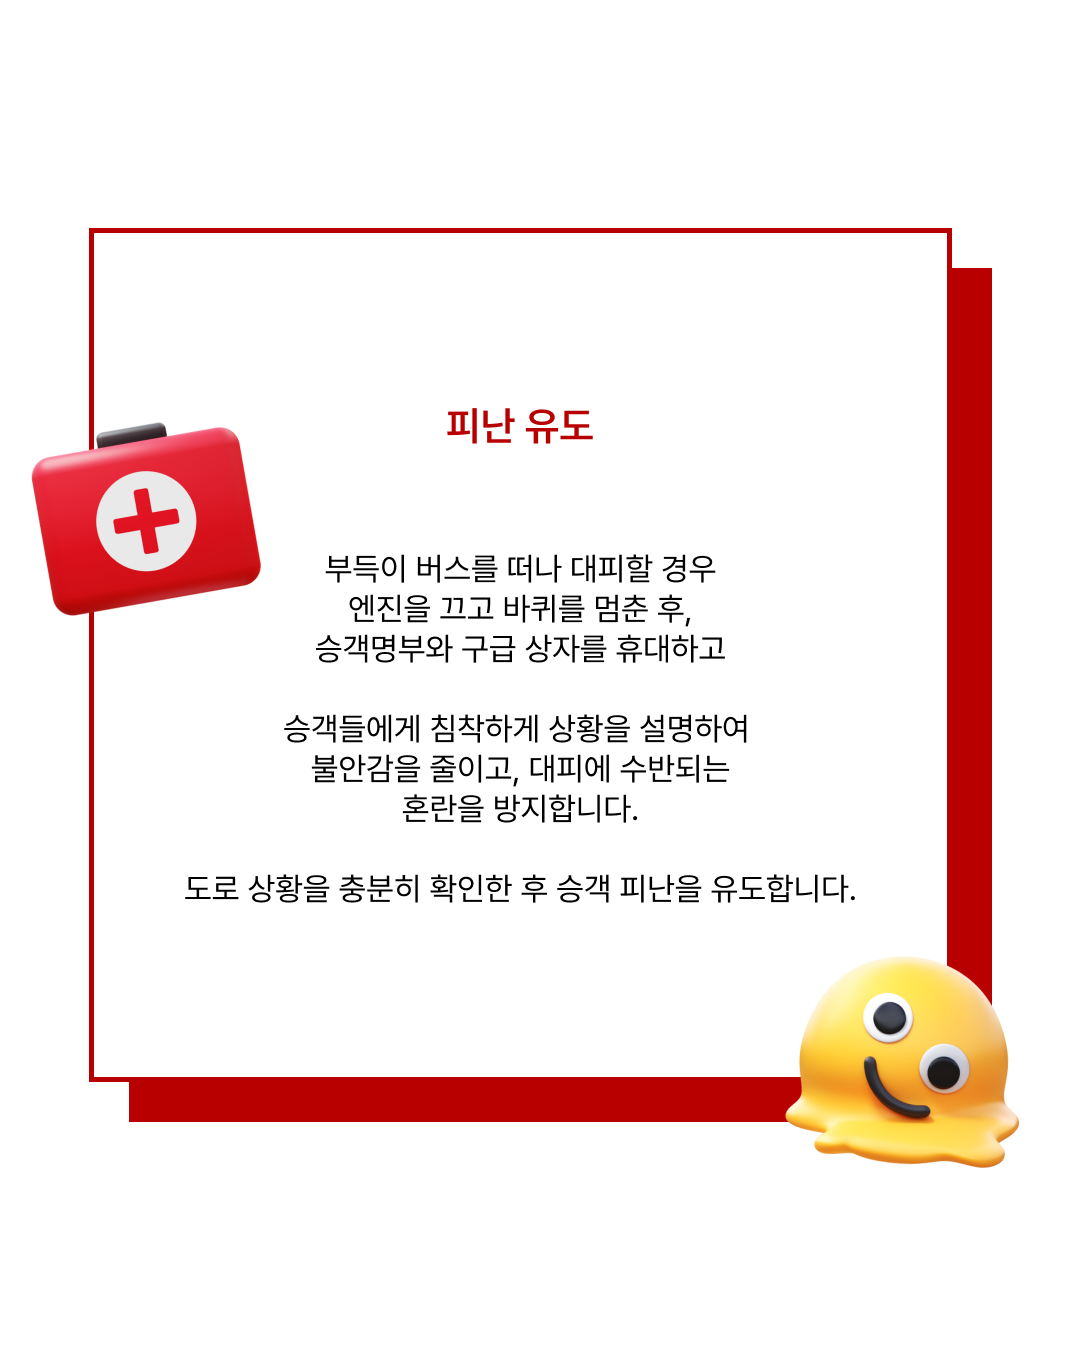 피난 유도
부득이 버스를 떠나 대피할 경우
엔진을 끄고 바퀴를 멈춘 후,
승객명부와 구급 상자를 휴대하고
승객들에게 침착하게 상황을 설명하여
불안감을 줄이고, 대피에 수반되는
혼란을 방지합니다.
도로 상황을 충분히 확인한 후 승객 피난을 유도합니다.